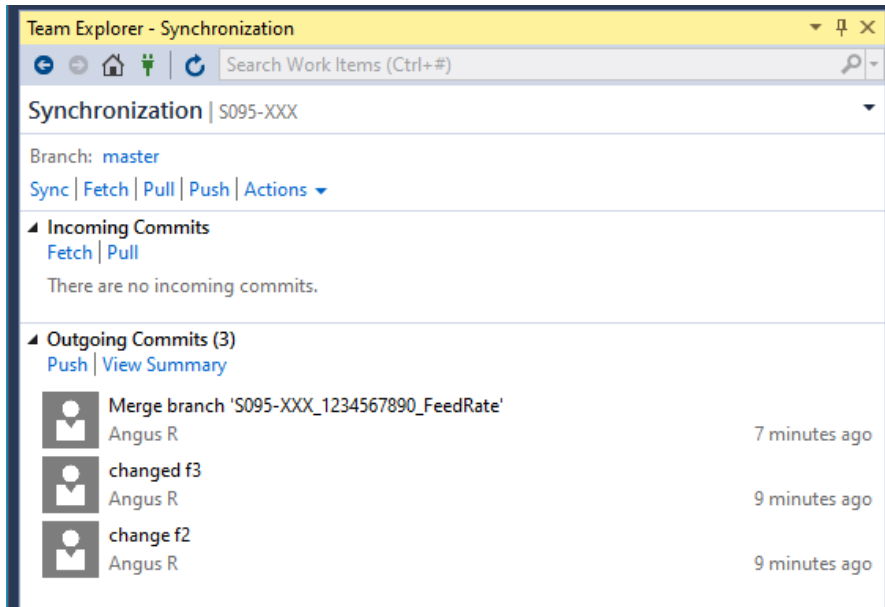 Team Explorer - Synchronization
Search Work Items (Ctrl+#)
Synchronization | S095-XXX
Branch: master
Sync | Fetch | Pull | Push | Actions
Incoming Commits
Fetch | Pull
There are no incoming commits.
Outgoing Commits (3)
Push | View Summary
Merge branch 'S095-XXX_1234567890_FeedRate'
Angus R 7 minutes ago
changed f3
Angus R 9 minutes ago
change f2
Angus R 9 minutes ago